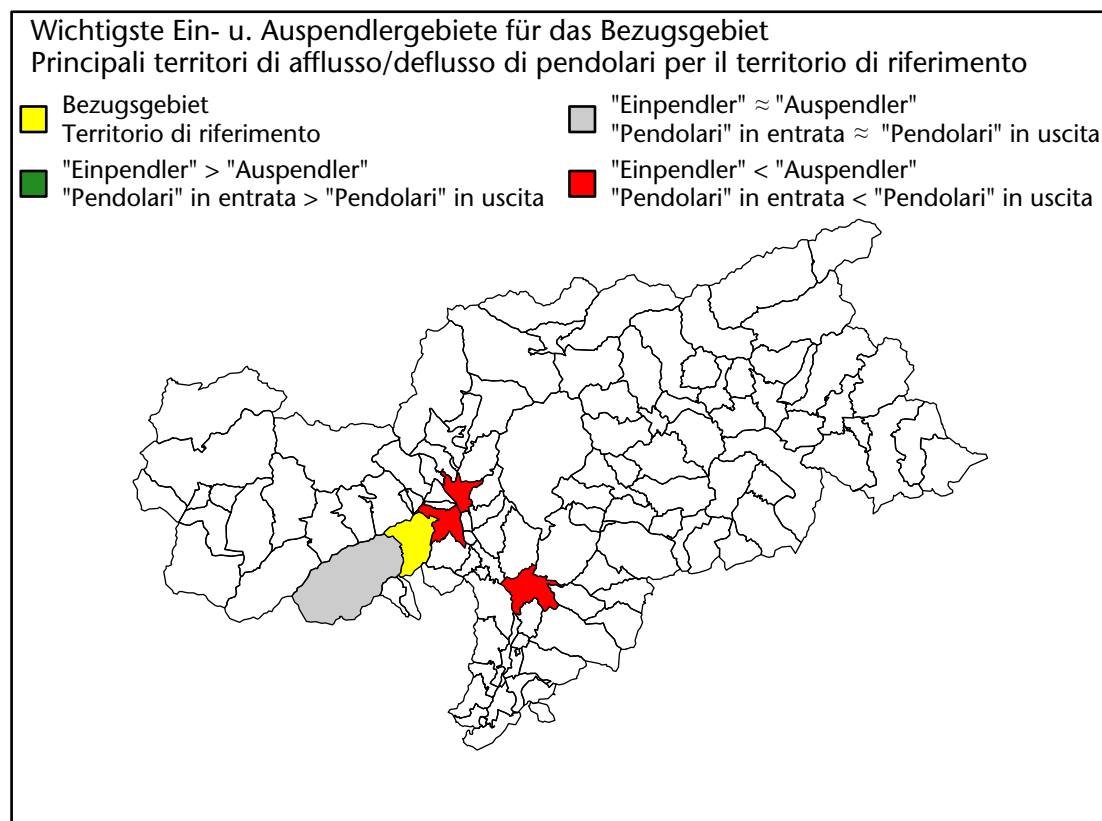 Wichtigste Ein- u. Auspendlergebiete für das Bezugsgebiet
Principali territori di afflusso/deflusso di pendolari per il territorio di riferimento
Bezugsgebiet
Territorio di riferimento
"Einpendler" > "Auspendler"
"Pendolari" in entrata > "Pendolari" in uscita
"Einpendler" ≈ "Auspendler"
"Pendolari" in entrata ≈ "Pendolari" in uscita
"Einpendler" < "Auspendler"
"Pendolari" in entrata < "Pendolari" in uscita